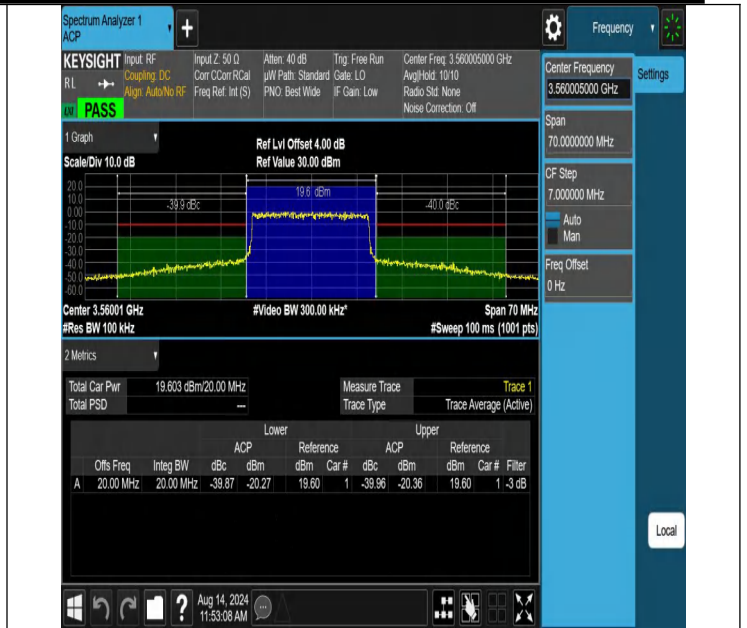 Spectrum Analyzer 1
ACP
+
Frequency
KEYSIGHT
RL
PASS
Input: RF
Coupling: DC
Align: Auto/No RF
Input Z: 50 Ω
Corr CCorr RCal
Freq Ref: Int (S)
Atten: 40 dB
µW Path: Standard
PNO: Best Wide
Trig: Free Run
Gate: LO
IF Gain: Low
Center Freq: 3.560005000 GHz
Avg|Hold: 10/10
Radio Std: None
Noise Correction: Off
Center Frequency
3.560005000 GHz
Settings
Span
70.0000000 MHz
CF Step
7.000000 MHz
Auto
Man
Freq Offset
0 Hz
1 Graph
Scale/Div 10.0 dB
Ref Lvl Offset 4.00 dB
Ref Value 30.00 dBm
20.0
10.0
0.00
-10.0
-20.0
-30.0
-40.0
-50.0
-60.0
-39.9 dBc
19.6 dBm
-40.0 dBc
Center 3.56001 GHz
#Video BW 300.00 kHz*
Span 70 MHz
#Res BW 100 kHz
#Sweep 100 ms (1001 pts)
2 Metrics
Total Car Pwr 19.603 dBm/20.00 MHz
Total PSD ---
Measure Trace Trace 1
Trace Type Trace Average (Active)
Lower Upper
ACP Reference ACP Reference
Offs Freq Integ BW dBc dBm dBm Car # dBc dBm dBm Car # Filter
A 20.00 MHz 20.00 MHz -39.87 -20.27 19.60 1 -39.96 -20.36 19.60 1 -3 dB
Local
?
Aug 14, 2024
11:53:08 AM